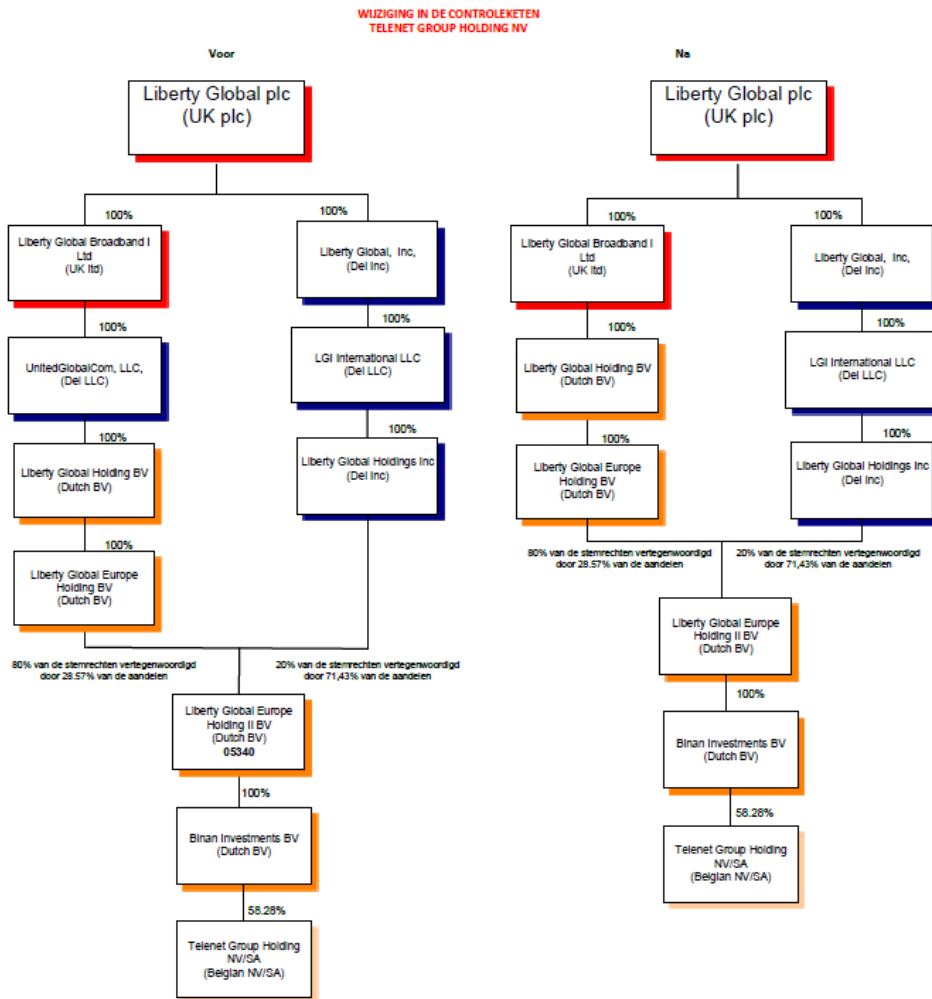 WIJZIGING IN DE CONTROLEKETEN
TELENET GROUP HOLDING NV
Voor
Liberty Global plc
(UK plc)
100%
100%
Liberty Global Broadband I
Ltd
(UK ltd)
Liberty Global, Inc,
(Del Inc)
100%
100%
UnitedGlobalCom, LLC,
(Del LLC)
LGI International LLC
(Del LLC)
100%
100%
Liberty Global Holding BV
(Dutch BV)
Liberty Global Holdings Inc
(Del Inc)
100%
Liberty Global Europe
Holding BV
(Dutch BV)
80% van de stemrechten vertegenwoordigd
door 28.57% van de aandelen
20% van de stemrechten vertegenwoordigd
door 71,43% van de aandelen
Liberty Global Europe
Holding II BV
(Dutch BV)
05340
100%
Binan Investments BV
(Dutch BV)
58.28%
Telenet Group Holding
NV/SA
(Belgian NV/SA)
Na
Liberty Global plc
(UK plc)
100%
100%
Liberty Global Broadband I
Ltd
(UK ltd)
Liberty Global, Inc,
(Del Inc)
100%
100%
Liberty Global Holding BV
(Dutch BV)
LGI International LLC
(Del LLC)
100%
100%
Liberty Global Europe
Holding BV
(Dutch BV)
Liberty Global Holdings Inc
(Del Inc)
80% van de stemrechten vertegenwoordigd
door 28.57% van de aandelen
20% van de stemrechten vertegenwoordigd
door 71,43% van de aandelen
Liberty Global Europe
Holding II BV
(Dutch BV)
100%
Binan Investments BV
(Dutch BV)
58.28%
Telenet Group Holding
NV/SA
(Belgian NV/SA)